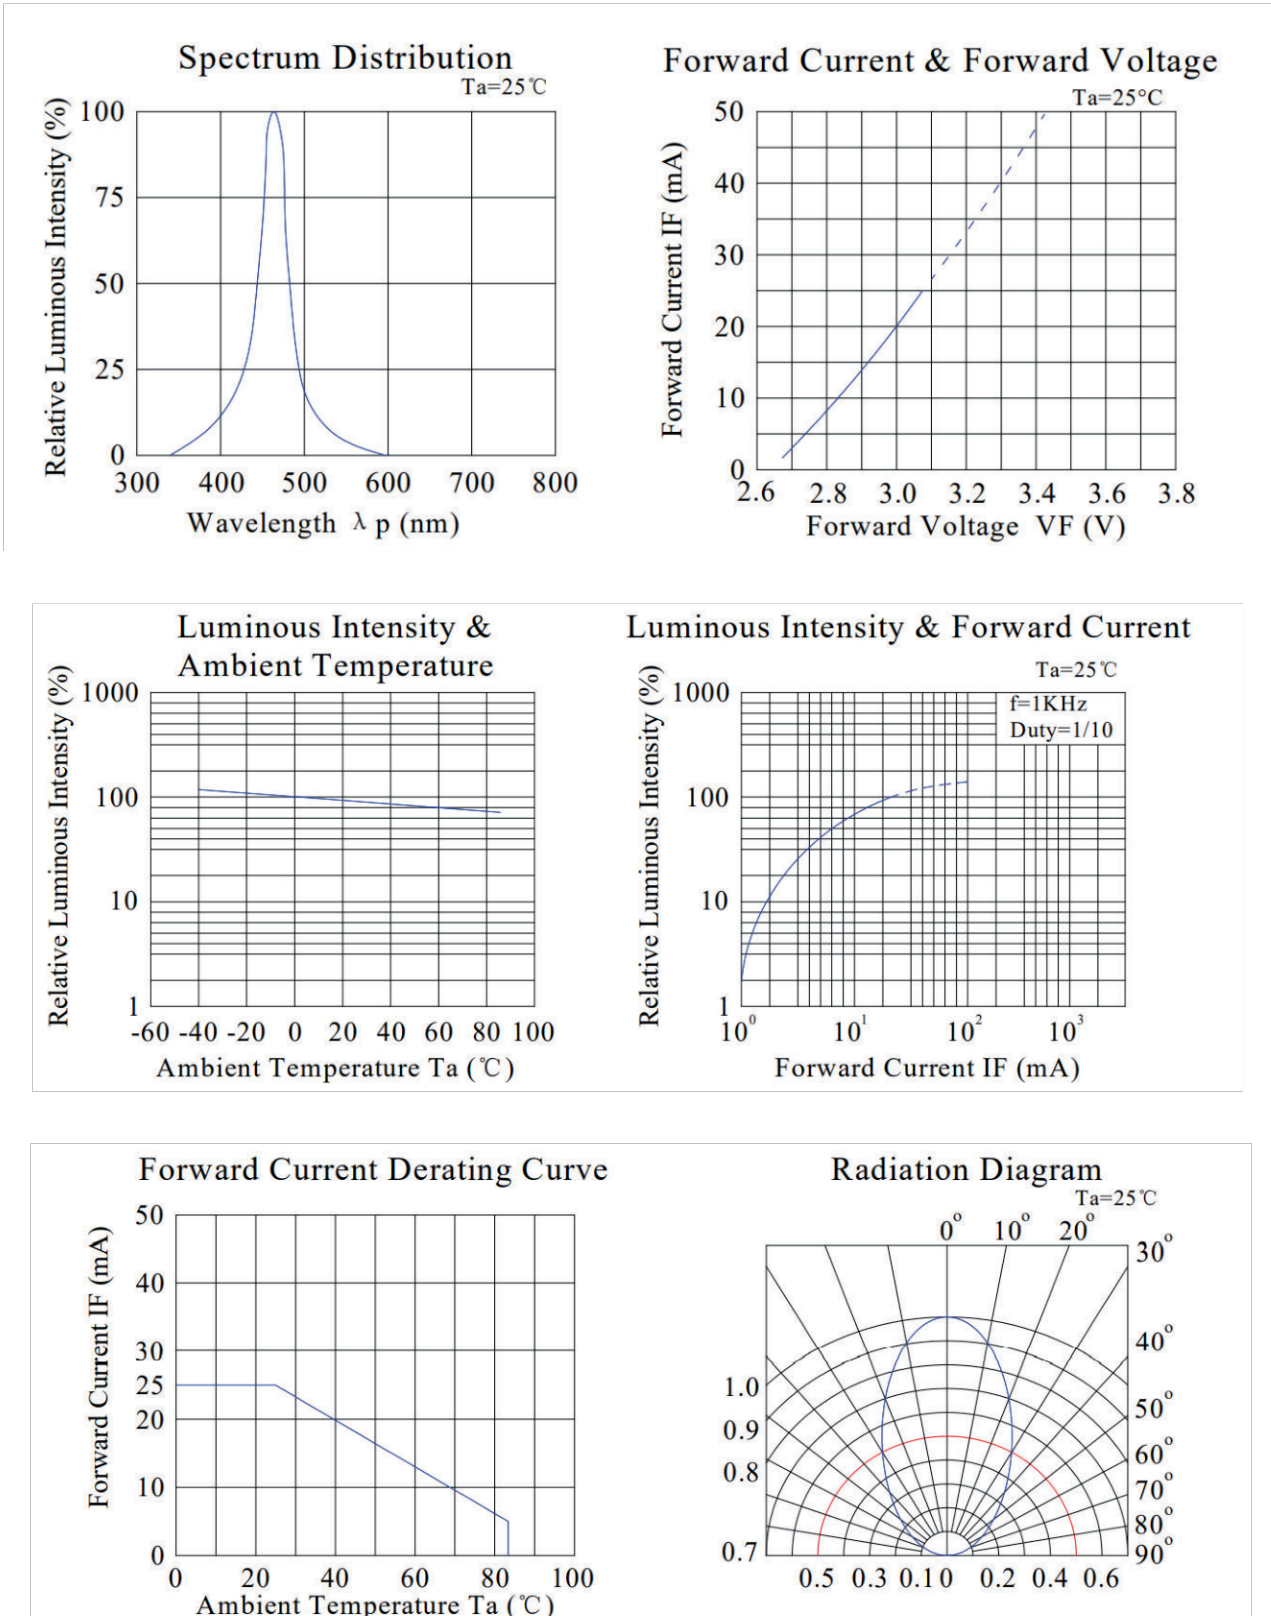 Spectrum Distribution
Ta=25℃
Relative Luminous Intensity (%)
100
75
50
25
0
300 400 500 600 700 800
Wavelength λ p (nm)
Forward Current & Forward Voltage
Ta=25°C
Forward Current IF (mA)
50
40
30
20
10
0
2.6 2.8 3.0 3.2 3.4 3.6 3.8
Forward Voltage VF (V)
Luminous Intensity &
Ambient Temperature
Relative Luminous Intensity (%)
1000
100
10
1
-60 -40 -20 0 20 40 60 80 100
Ambient Temperature Ta (℃)
Luminous Intensity & Forward Current
Ta=25℃
f=1KHz
Duty=1/10
Relative Luminous Intensity (%)
1000
100
10
1
10⁰ 10¹ 10² 10³
Forward Current IF (mA)
Forward Current Derating Curve
Forward Current IF (mA)
50
40
30
25
20
10
0
0 20 40 60 80 100
Ambient Temperature Ta (℃)
Radiation Diagram
Ta=25℃
0° 10° 20°
30°
40°
50°
60°
70°
80°
90°
1.0
0.9
0.8
0.7
0.5 0.3 0.1 0 0.2 0.4 0.6